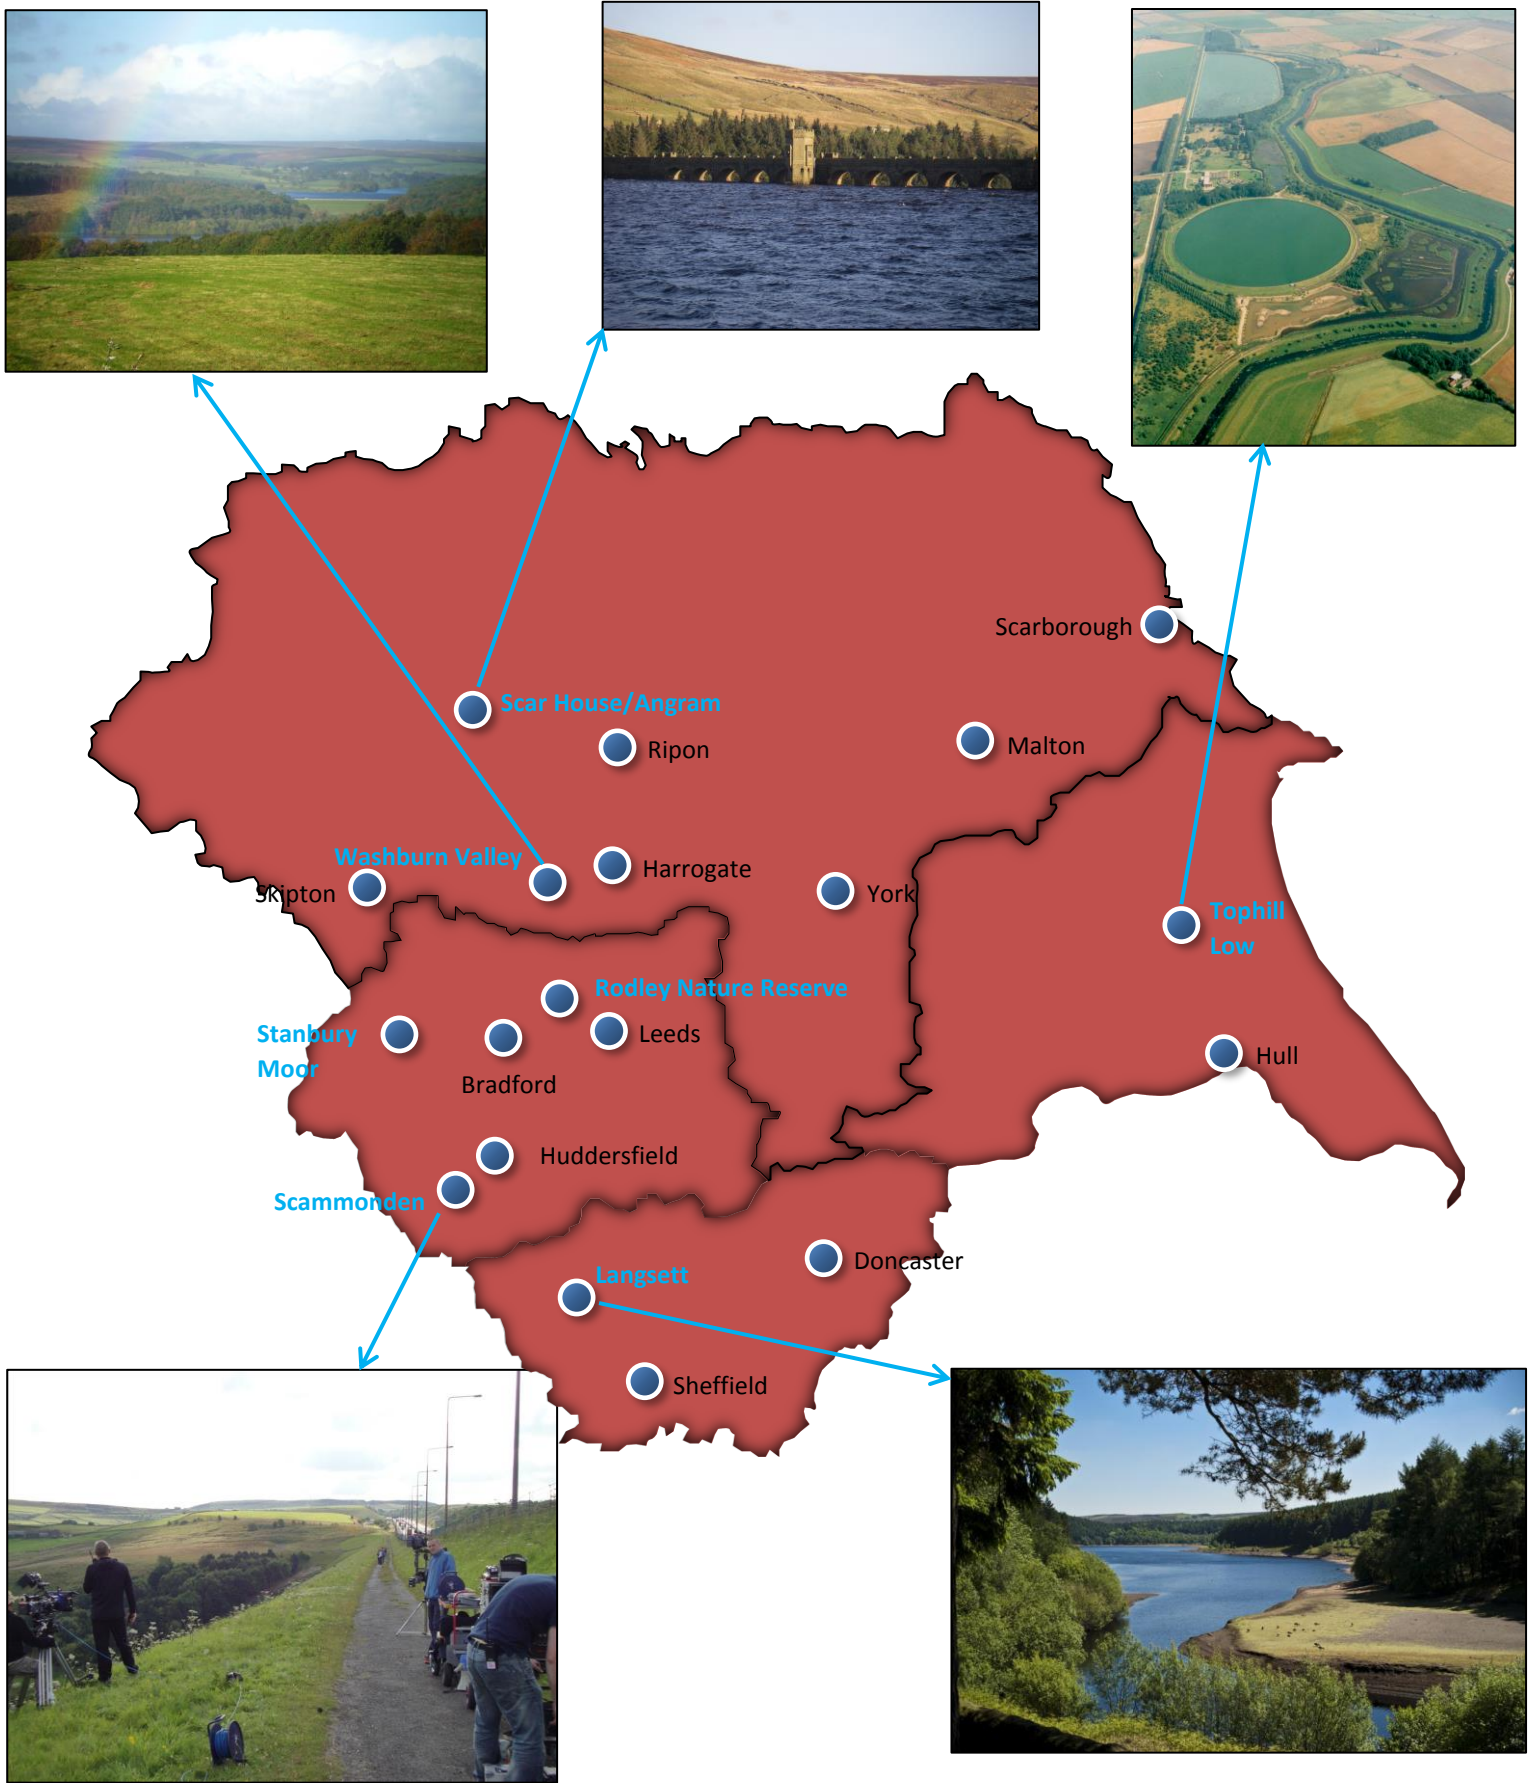 Scarborough
Scar House/Angram
Ripon
Malton
Washburn Valley
Harrogate
Skipton
York
Tophill
Low
Rodley Nature Reserve
Stanbury
Moor
Leeds
Hull
Bradford
Huddersfield
Scammonden
Doncaster
Langsett
Sheffield